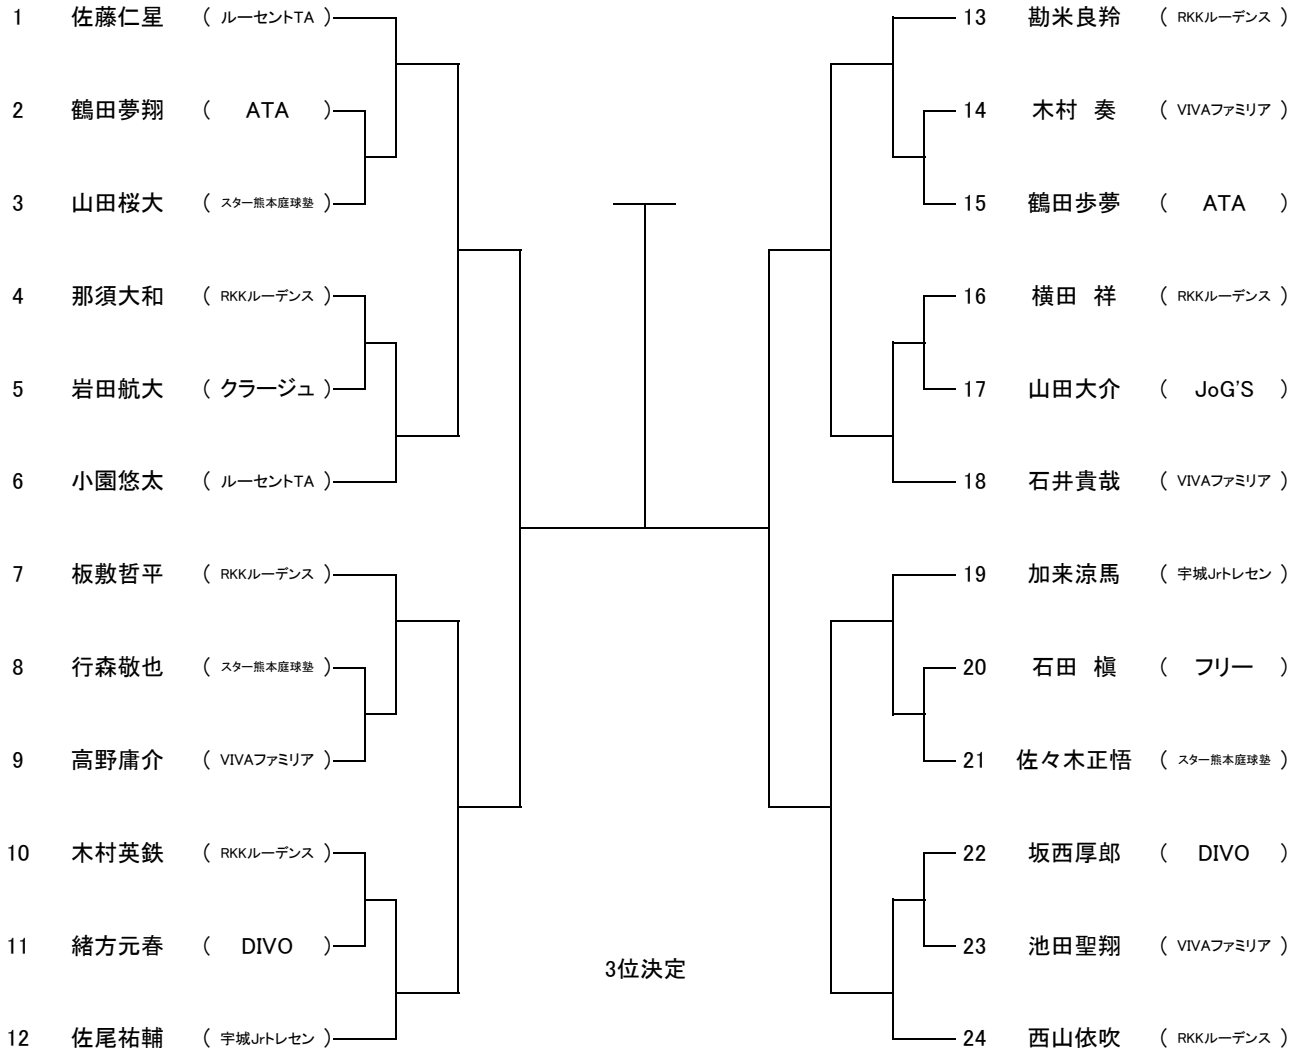 1 佐藤仁星 ( ルーセントTA )
2 鶴田夢翔 ( ATA )
3 山田桜大 ( スター熊本庭球塾 )
4 那須大和 ( RKKルーデンス )
5 岩田航大 ( クラージュ )
6 小園悠太 ( ルーセントTA )
7 板敷哲平 ( RKKルーデンス )
8 行森敬也 ( スター熊本庭球塾 )
9 高野庸介 ( VIVAファミリア )
10 木村英鉄 ( RKKルーデンス )
11 緒方元春 ( DIVO )
12 佐尾祐輔 ( 宇城Jrトレセン )
3位決定
13 勘米良羚 ( RKKルーデンス )
14 木村 奏 ( VIVAファミリア )
15 鶴田歩夢 ( ATA )
16 横田 祥 ( RKKルーデンス )
17 山田大介 ( JoG'S )
18 石井貴哉 ( VIVAファミリア )
19 加来涼馬 ( 宇城Jrトレセン )
20 石田 槇 ( フリー )
21 佐々木正悟 ( スター熊本庭球塾 )
22 坂西厚郎 ( DIVO )
23 池田聖翔 ( VIVAファミリア )
24 西山依吹 ( RKKルーデンス )